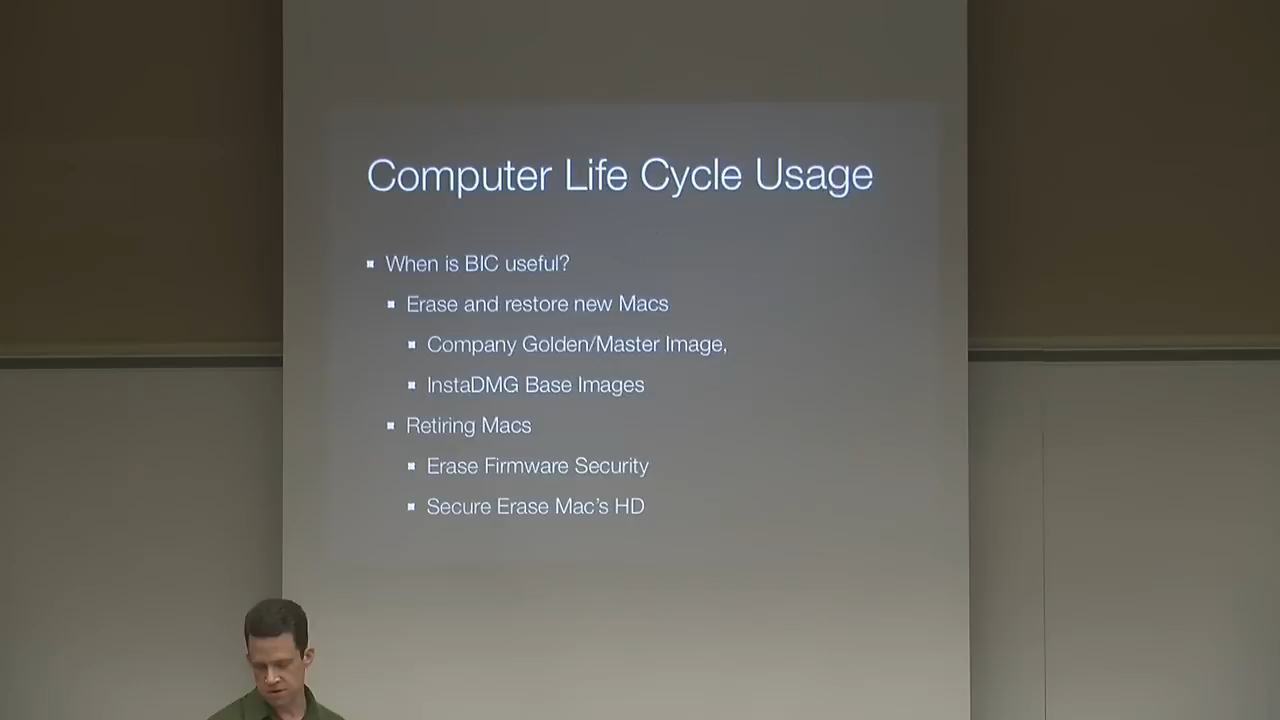 Computer Life Cycle Usage
When is BIC useful?
Erase and restore new Macs
Company Golden/Master Image,
InstaDMG Base Images
Retiring Macs
Erase Firmware Security
Secure Erase Mac's HD